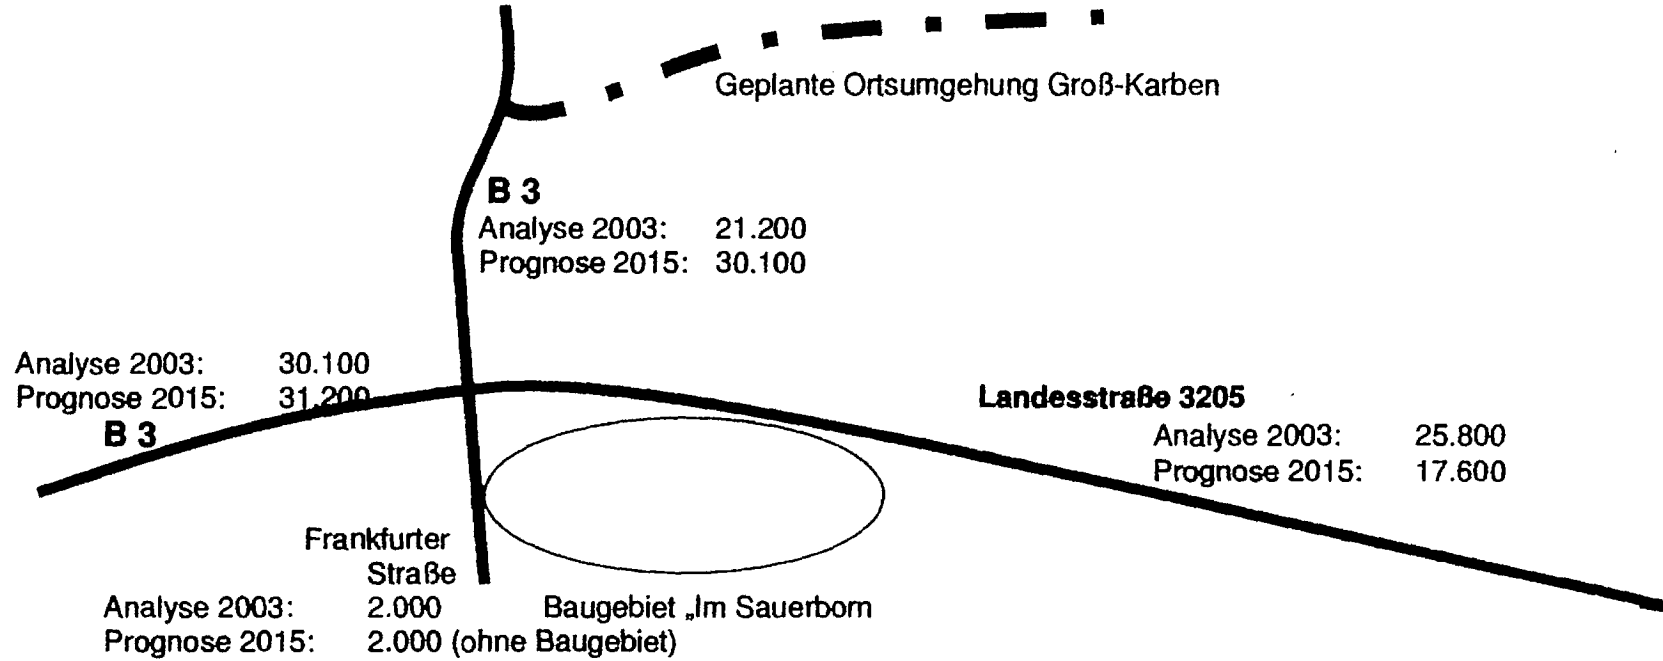 Geplante Ortsumgehung Groß-Karben
B 3
Analyse 2003: 21.200
Prognose 2015: 30.100
Analyse 2003: 30.100
Prognose 2015: 31.200
B 3
Landesstraße 3205
Analyse 2003: 25.800
Prognose 2015: 17.600
Frankfurter
Straße
Analyse 2003: 2.000
Prognose 2015: 2.000 (ohne Baugebiet)
Baugebiet „Im Sauerborn